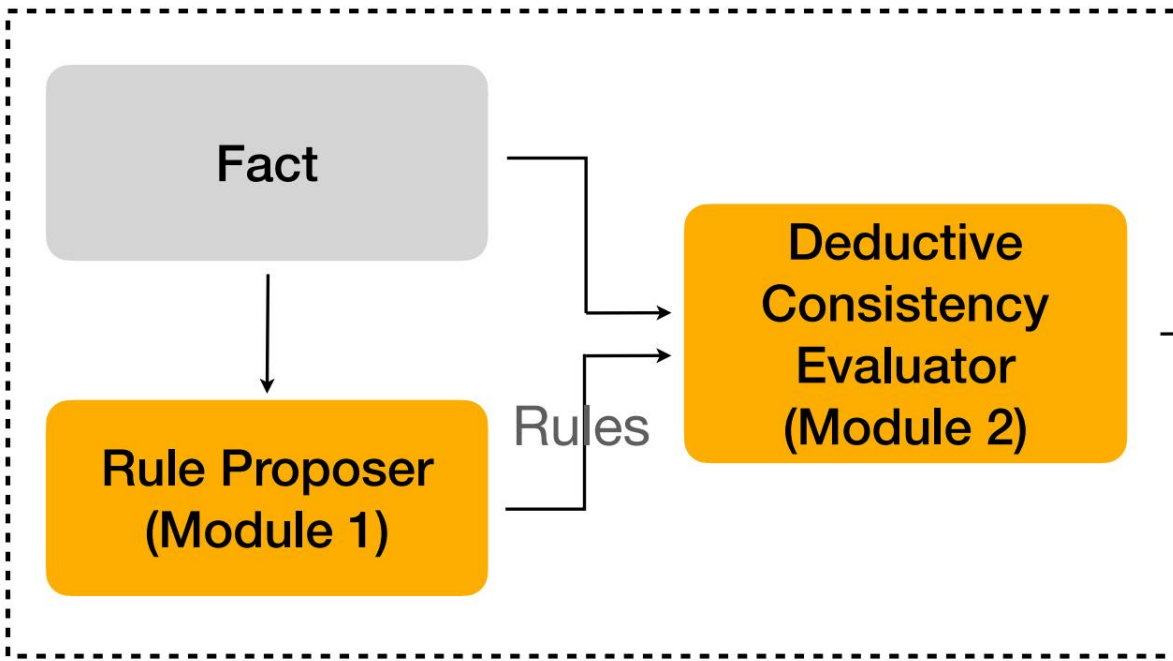 Fact
Rule Proposer
(Module 1)
Rules
Deductive
Consistency
Evaluator
(Module 2)